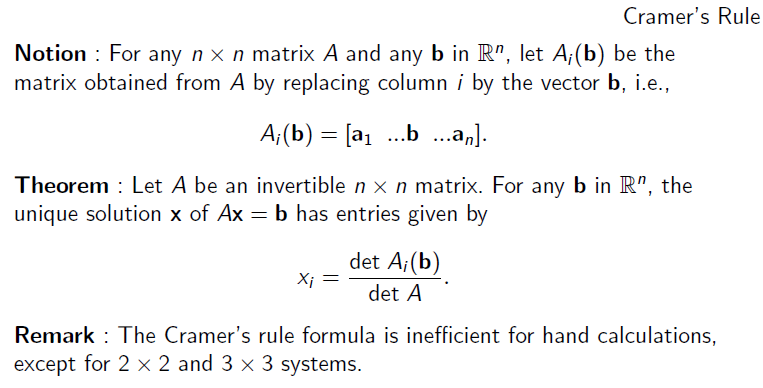 Cramer's Rule
Notion : For any n × n matrix A and any b in ℝⁿ, let Aᵢ(b) be the
matrix obtained from A by replacing column i by the vector b, i.e.,
Aᵢ(b) = [a₁ ...b ...aₙ].
Theorem : Let A be an invertible n × n matrix. For any b in ℝⁿ, the
unique solution x of Ax = b has entries given by
xᵢ = det Aᵢ(b) / det A.
Remark : The Cramer's rule formula is inefficient for hand calculations,
except for 2 × 2 and 3 × 3 systems.